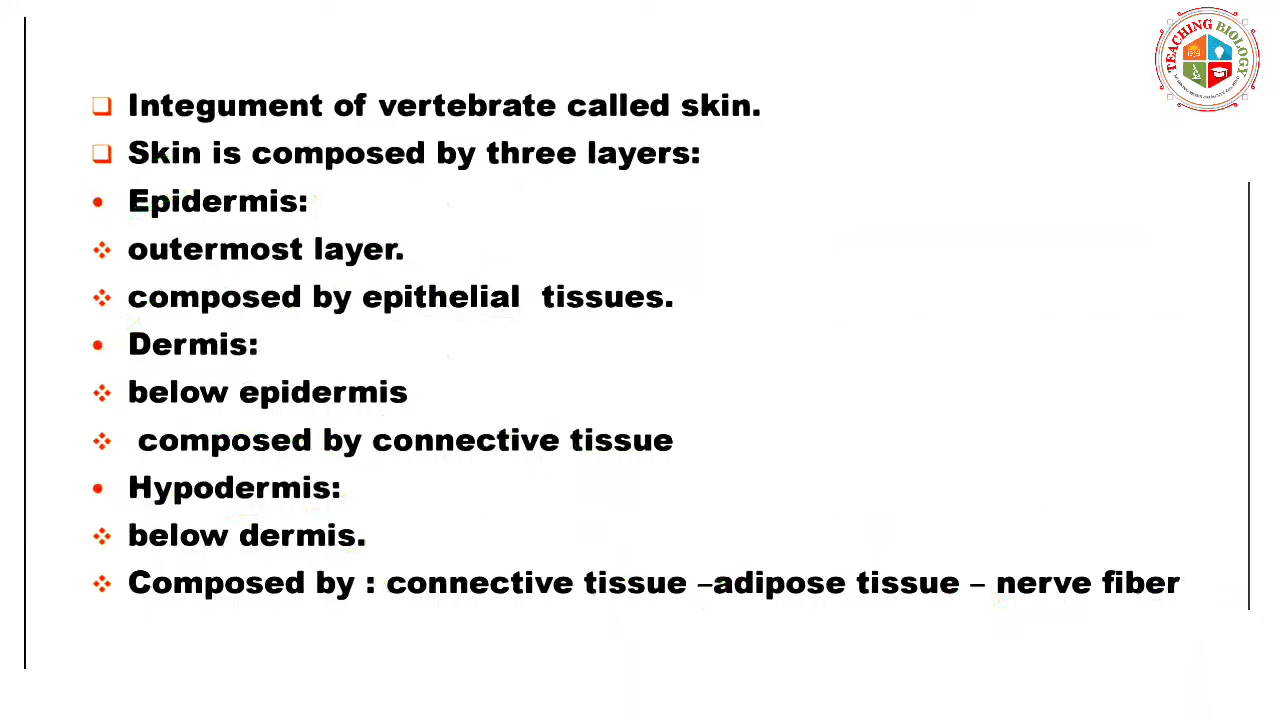 TEACHING BIOLOGY
Integument of vertebrate called skin.
Skin is composed by three layers:
Epidermis:
outermost layer.
composed by epithelial tissues.
Dermis:
below epidermis
composed by connective tissue
Hypodermis:
below dermis.
Composed by : connective tissue –adipose tissue – nerve fiber